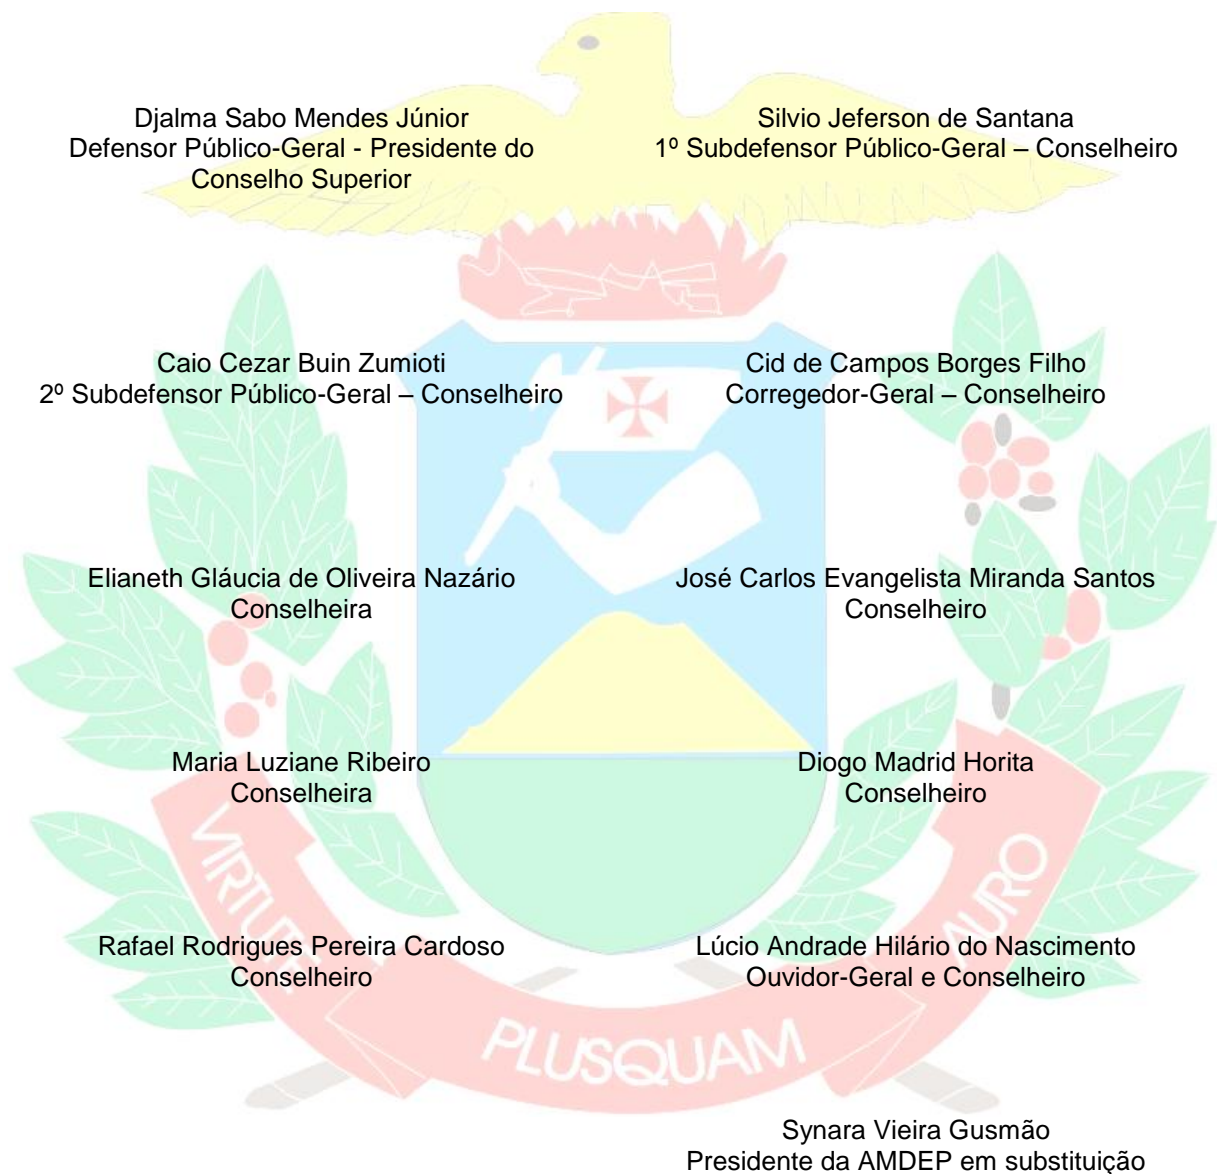 Djalma Sabo Mendes Júnior
Defensor Público-Geral - Presidente do
Conselho Superior
Silvio Jeferson de Santana
1º Subdefensor Público-Geral – Conselheiro
Caio Cezar Buin Zumioti
2º Subdefensor Público-Geral – Conselheiro
Cid de Campos Borges Filho
Corregedor-Geral – Conselheiro
Elianeth Gláucia de Oliveira Nazário
Conselheira
José Carlos Evangelista Miranda Santos
Conselheiro
Maria Luziane Ribeiro
Conselheira
Diogo Madrid Horita
Conselheiro
Rafael Rodrigues Pereira Cardoso
Conselheiro
Lúcio Andrade Hilário do Nascimento
Ouvidor-Geral e Conselheiro
VIRTUTE
PLUSQUAM
AURO
Synara Vieira Gusmão
Presidente da AMDEP em substituição